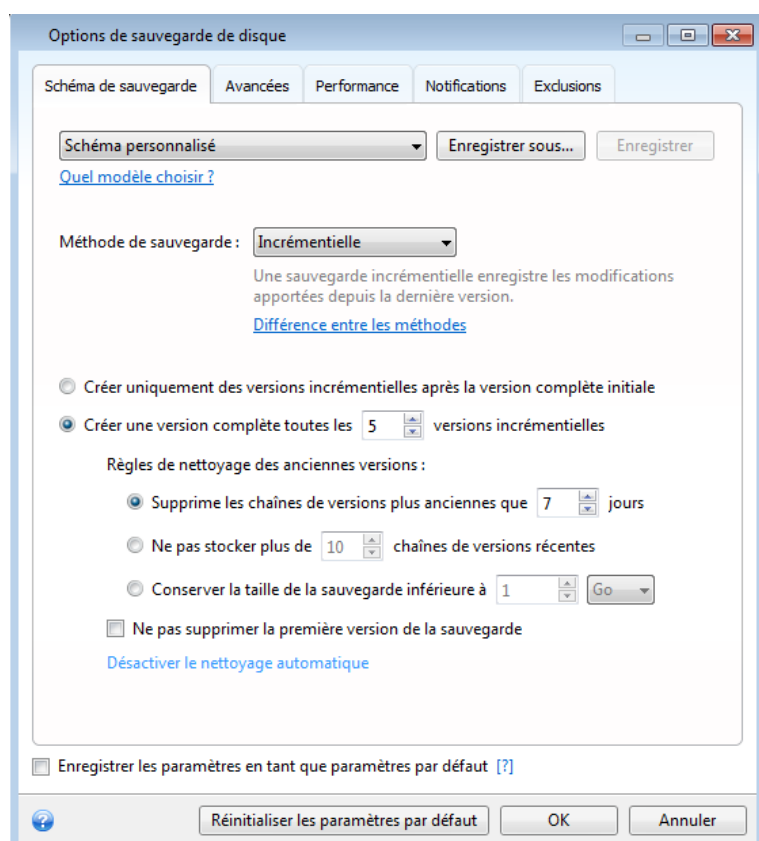 Options de sauvegarde de disque
Schéma de sauvegarde Avancées Performance Notifications Exclusions
Schéma personnalisé Enregistrer sous... Enregistrer
Quel modèle choisir ?
Méthode de sauvegarde : Incrémentielle
Une sauvegarde incrémentielle enregistre les modifications
apportées depuis la dernière version.
Différence entre les méthodes
Créer uniquement des versions incrémentielles après la version complète initiale
Créer une version complète toutes les 5 versions incrémentielles
Règles de nettoyage des anciennes versions :
Supprime les chaînes de versions plus anciennes que 7 jours
Ne pas stocker plus de 10 chaînes de versions récentes
Conserver la taille de la sauvegarde inférieure à 1 Go
Ne pas supprimer la première version de la sauvegarde
Désactiver le nettoyage automatique
Enregistrer les paramètres en tant que paramètres par défaut [?]
? Réinitialiser les paramètres par défaut OK Annuler